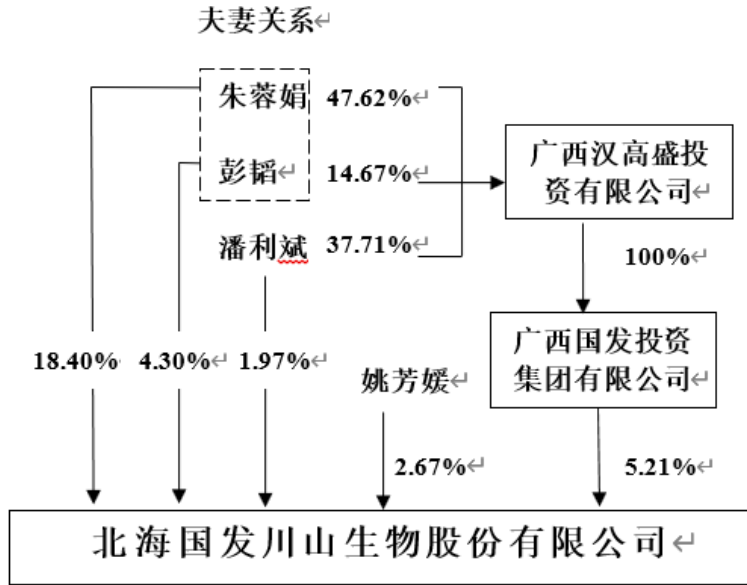 夫妻关系
朱蓉娟 47.62%
彭韬 14.67%
潘利斌 37.71%
广西汉高盛投
资有限公司
100%
广西国发投资
集团有限公司
18.40% 4.30% 1.97%
姚芳媛
2.67%
5.21%
北海国发川山生物股份有限公司